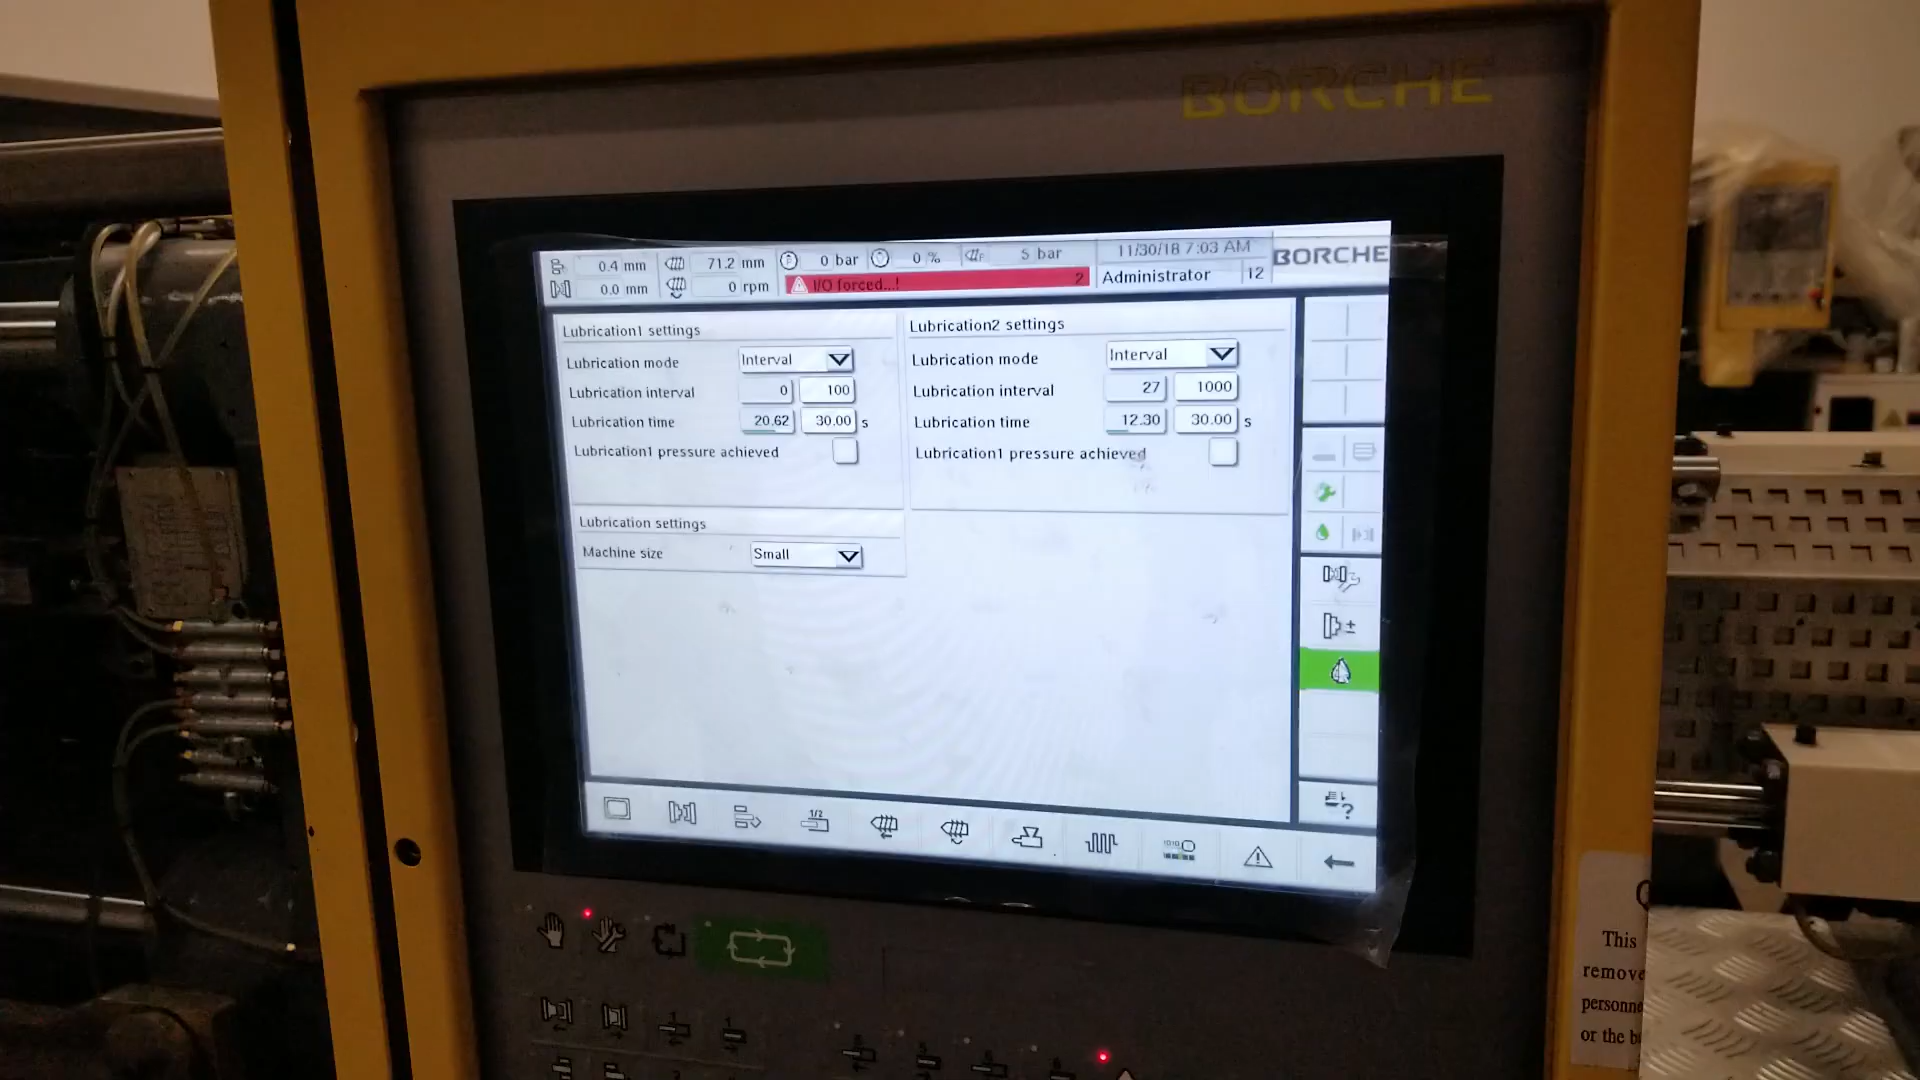 BORCHE
0.4 mm
71.2 mm
0 bar
0 %
5 bar
11/30/18 7:03 AM
BORCHE
0.0 mm
0 rpm
I/O forced...!
2
Administrator
12
Lubrication1 settings
Lubrication mode
Interval
Lubrication interval
0
100
Lubrication time
20.62
30.00 s
Lubrication1 pressure achieved
Lubrication2 settings
Lubrication mode
Interval
Lubrication interval
27
1000
Lubrication time
12.30
30.00 s
Lubrication1 pressure achieved
Lubrication settings
Machine size
Small
1/2
?
This
remove
personne
or the b